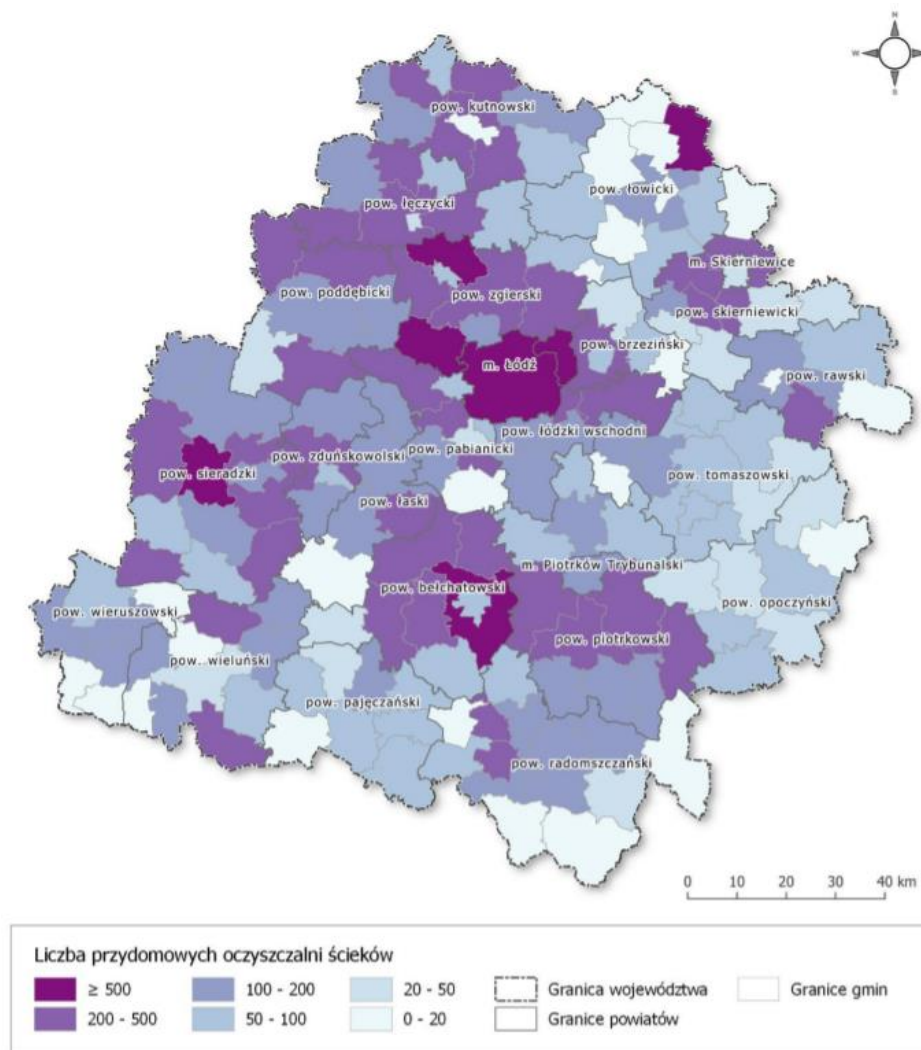 N
W E
S
pow. kutnowski
pow. łowicki
pow. łęczycki
m. Skierniewice
pow. poddębicki
pow. zgierski
pow. skierniewicki
pow. brzeziński
m. Łódź
pow. rawski
pow. łódzki wschodni
pow. pabianicki
pow. zduńskowolski
pow. sieradzki
pow. tomaszowski
pow. łaski
m. Piotrków Trybunalski
pow. bełchatowski
pow. wieruszowski
pow. opoczyński
pow. piotrkowski
pow. wieluński
pow. pajęczański
pow. radomszczański
0 10 20 40 km
Liczba przydomowych oczyszczalni ścieków
≥ 500 100 - 200 20 - 50 Granica województwa Granice gmin
200 - 500 50 - 100 0 - 20 Granice powiatów